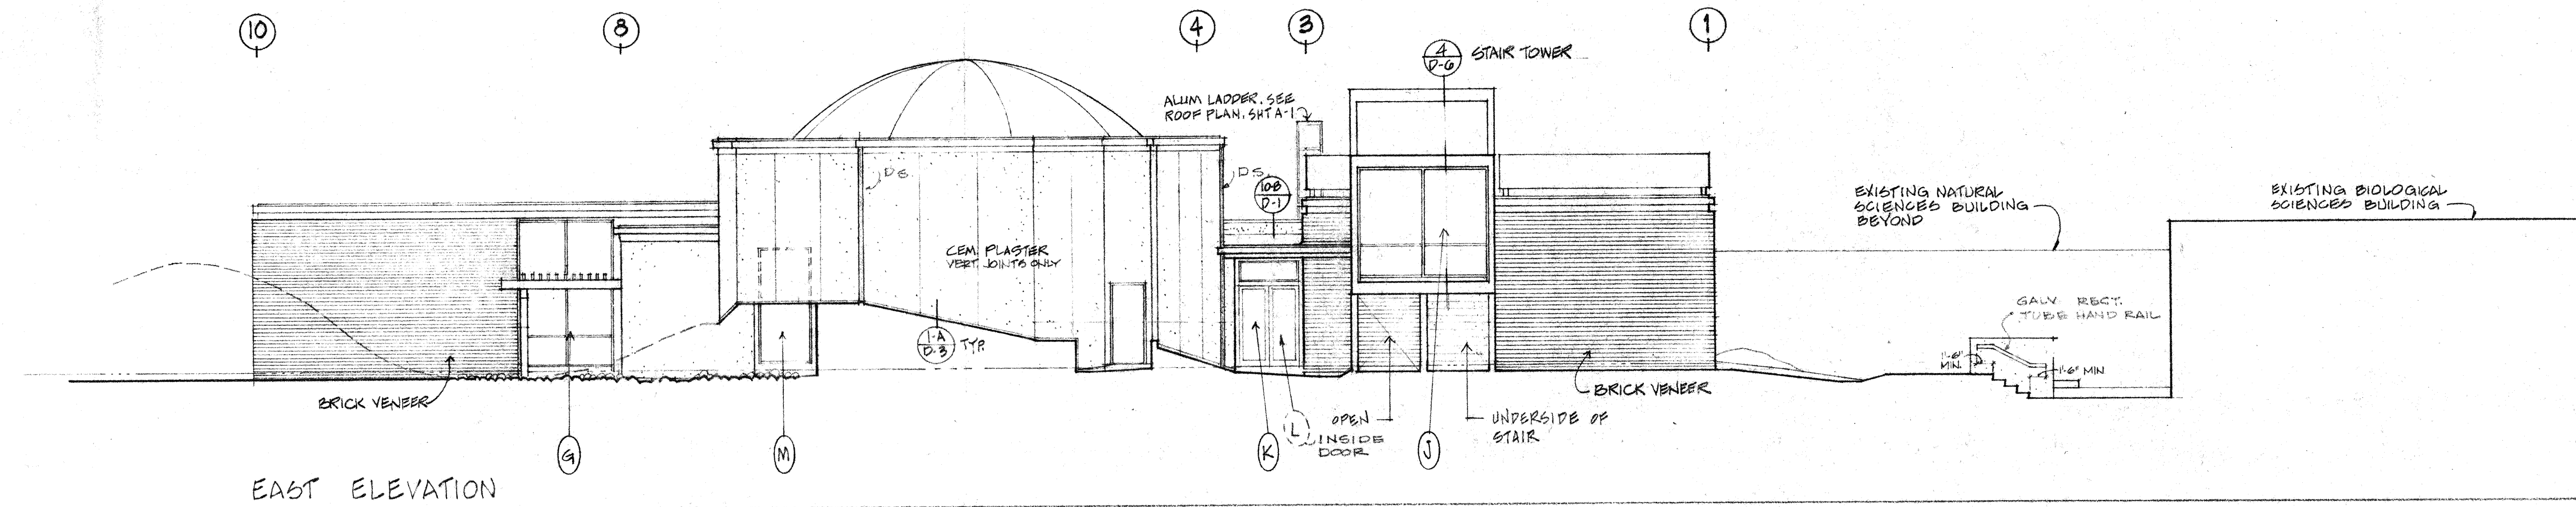 10
8
4
3
1
4
D-6
STAIR TOWER
ALUM LADDER, SEE
ROOF PLAN, SHT A-1
DS
DS
10-B
D-1
EXISTING NATURAL
SCIENCES BUILDING
BEYOND
EXISTING BIOLOGICAL
SCIENCES BUILDING
CEM. PLASTER
VERT. JOINTS ONLY
GALV. RECT.
TUBE HAND RAIL
1-A
D-3
TYP.
1'-6"
MIN.
1'-6" MIN
BRICK VENEER
BRICK VENEER
OPEN
UNDERSIDE OF
STAIR
INSIDE
DOOR
G
M
K
L
J
EAST ELEVATION